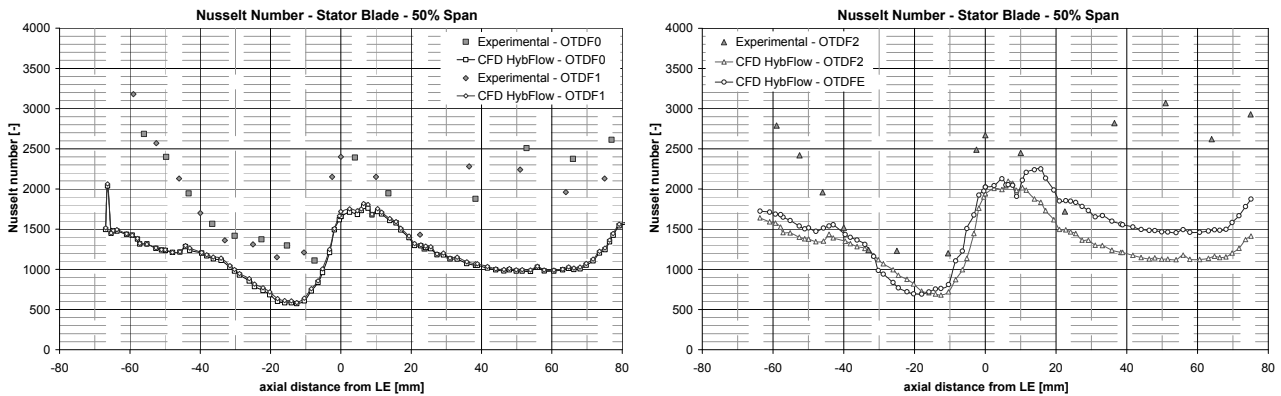 Nusselt Number - Stator Blade - 50% Span
4000
3500
3000
2500
2000
1500
1000
500
0
Nusselt number [-]
-80 -60 -40 -20 0 20 40 60 80
axial distance from LE [mm]
Experimental - OTDF0
CFD HybFlow - OTDF0
Experimental - OTDF1
CFD HybFlow - OTDF1
Nusselt Number - Stator Blade - 50% Span
4000
3500
3000
2500
2000
1500
1000
500
0
Nusselt number [-]
-80 -60 -40 -20 0 20 40 60 80
axial distance from LE [mm]
Experimental - OTDF2
CFD HybFlow - OTDF2
CFD HybFlow - OTDFE